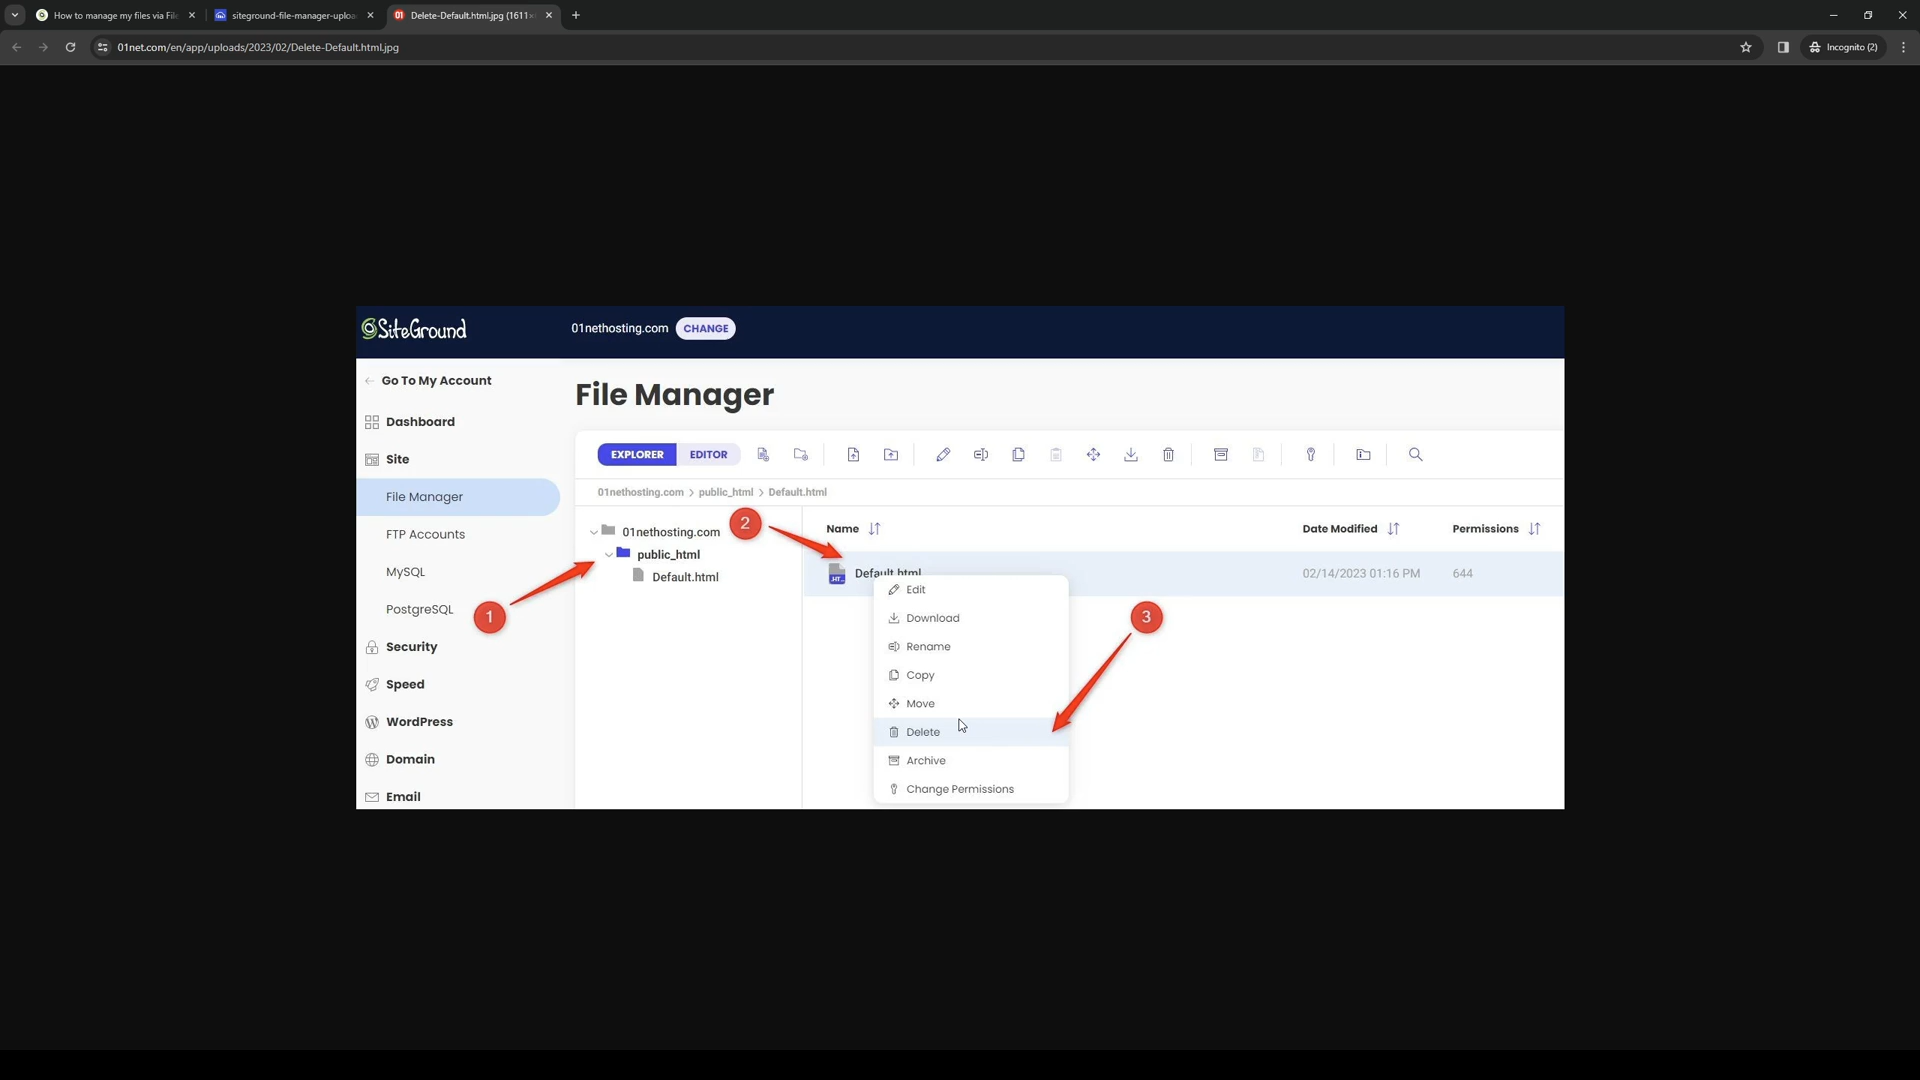 How to manage my files via Fil
siteground-file-manager-uploa
01 Delete-Default.html.jpg (1611×
01net.com/en/app/uploads/2023/02/Delete-Default.html.jpg
Incognito (2)
SiteGround
01nethosting.com CHANGE
Go To My Account
File Manager
Dashboard
Site
EXPLORER EDITOR
File Manager
01nethosting.com > public_html > Default.html
FTP Accounts
01nethosting.com
2
Name Date Modified Permissions
public_html
MySQL
Default.html
Default.html 02/14/2023 01:16 PM 644
Edit
PostgreSQL
1
Download
3
Security
Rename
Speed
Copy
Move
WordPress
Delete
Domain
Archive
Email
Change Permissions